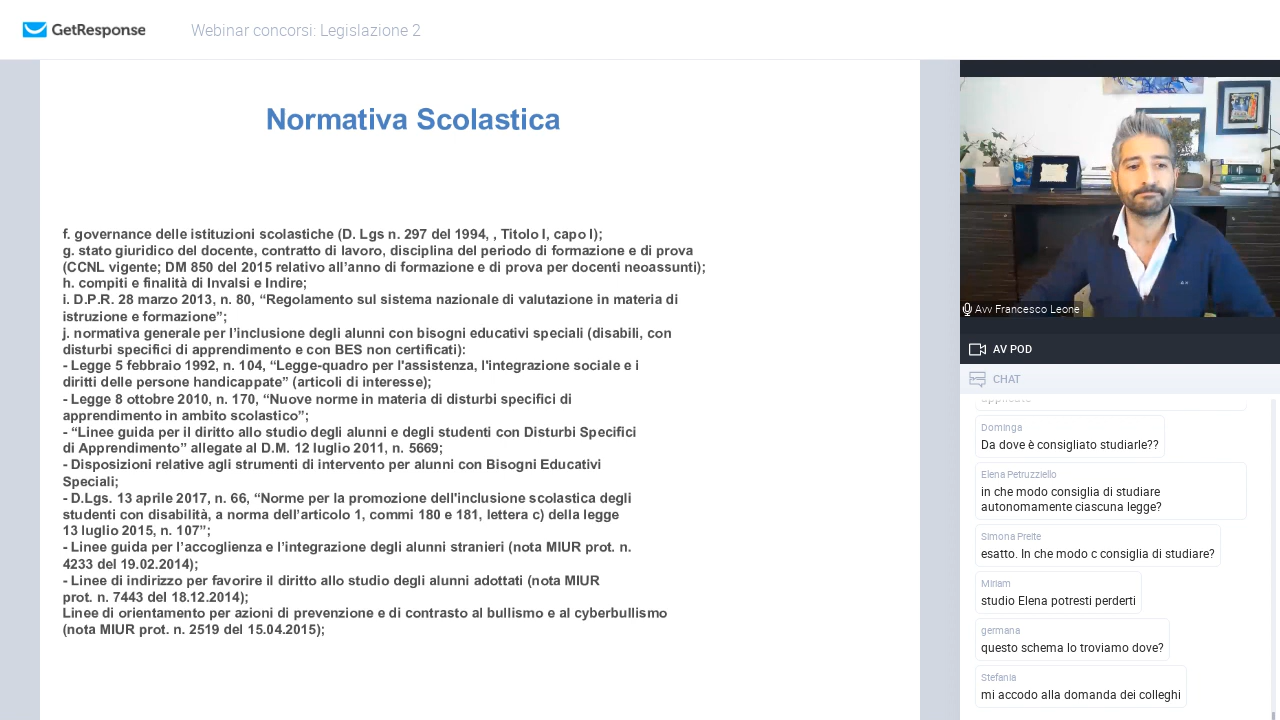 GetResponse
Webinar concorsi: Legislazione 2
Normativa Scolastica
f. governance delle istituzioni scolastiche (D. Lgs n. 297 del 1994, , Titolo I, capo I);
g. stato giuridico del docente, contratto di lavoro, disciplina del periodo di formazione e di prova
(CCNL vigente; DM 850 del 2015 relativo all’anno di formazione e di prova per docenti neoassunti);
h. compiti e finalità di Invalsi e Indire;
i. D.P.R. 28 marzo 2013, n. 80, “Regolamento sul sistema nazionale di valutazione in materia di
istruzione e formazione”;
j. normativa generale per l’inclusione degli alunni con bisogni educativi speciali (disabili, con
disturbi specifici di apprendimento e con BES non certificati):
- Legge 5 febbraio 1992, n. 104, “Legge-quadro per l'assistenza, l'integrazione sociale e i
diritti delle persone handicappate” (articoli di interesse);
- Legge 8 ottobre 2010, n. 170, “Nuove norme in materia di disturbi specifici di
apprendimento in ambito scolastico”;
- “Linee guida per il diritto allo studio degli alunni e degli studenti con Disturbi Specifici
di Apprendimento” allegate al D.M. 12 luglio 2011, n. 5669;
- Disposizioni relative agli strumenti di intervento per alunni con Bisogni Educativi
Speciali;
- D.Lgs. 13 aprile 2017, n. 66, “Norme per la promozione dell'inclusione scolastica degli
studenti con disabilità, a norma dell’articolo 1, commi 180 e 181, lettera c) della legge
13 luglio 2015, n. 107”;
- Linee guida per l’accoglienza e l’integrazione degli alunni stranieri (nota MIUR prot. n.
4233 del 19.02.2014);
- Linee di indirizzo per favorire il diritto allo studio degli alunni adottati (nota MIUR
prot. n. 7443 del 18.12.2014);
Linee di orientamento per azioni di prevenzione e di contrasto al bullismo e al cyberbullismo
(nota MIUR prot. n. 2519 del 15.04.2015);
Avv Francesco Leone
AV POD
CHAT
Dominga
Da dove è consigliato studiarle??
Elena Petruzziello
in che modo consiglia di studiare
autonomamente ciascuna legge?
Simona Preite
esatto. In che modo c consiglia di studiare?
Miriam
studio Elena potresti perderti
germana
questo schema lo troviamo dove?
Stefania
mi accodo alla domanda dei colleghi